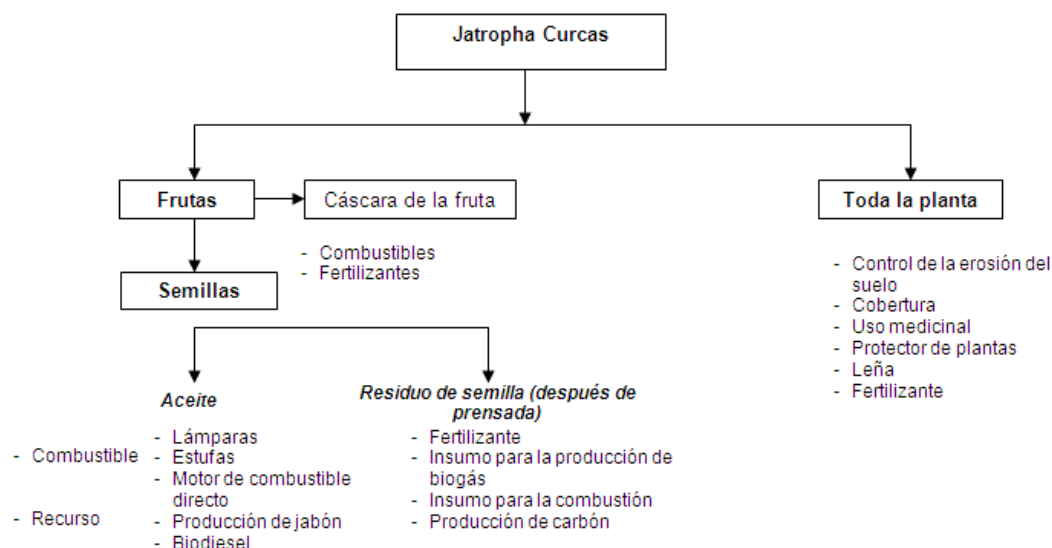 Jatropha Curcas
Frutas
Cáscara de la fruta
Toda la planta
- Combustibles
- Fertilizantes
Semillas
- Control de la erosión del
suelo
- Cobertura
- Uso medicinal
- Protector de plantas
- Leña
- Fertilizante
Aceite
- Combustible
- Recurso
- Lámparas
- Estufas
- Motor de combustible
directo
- Producción de jabón
- Biodiesel
Residuo de semilla (después de
prensada)
- Fertilizante
- Insumo para la producción de
biogás
- Insumo para la combustión
- Producción de carbón